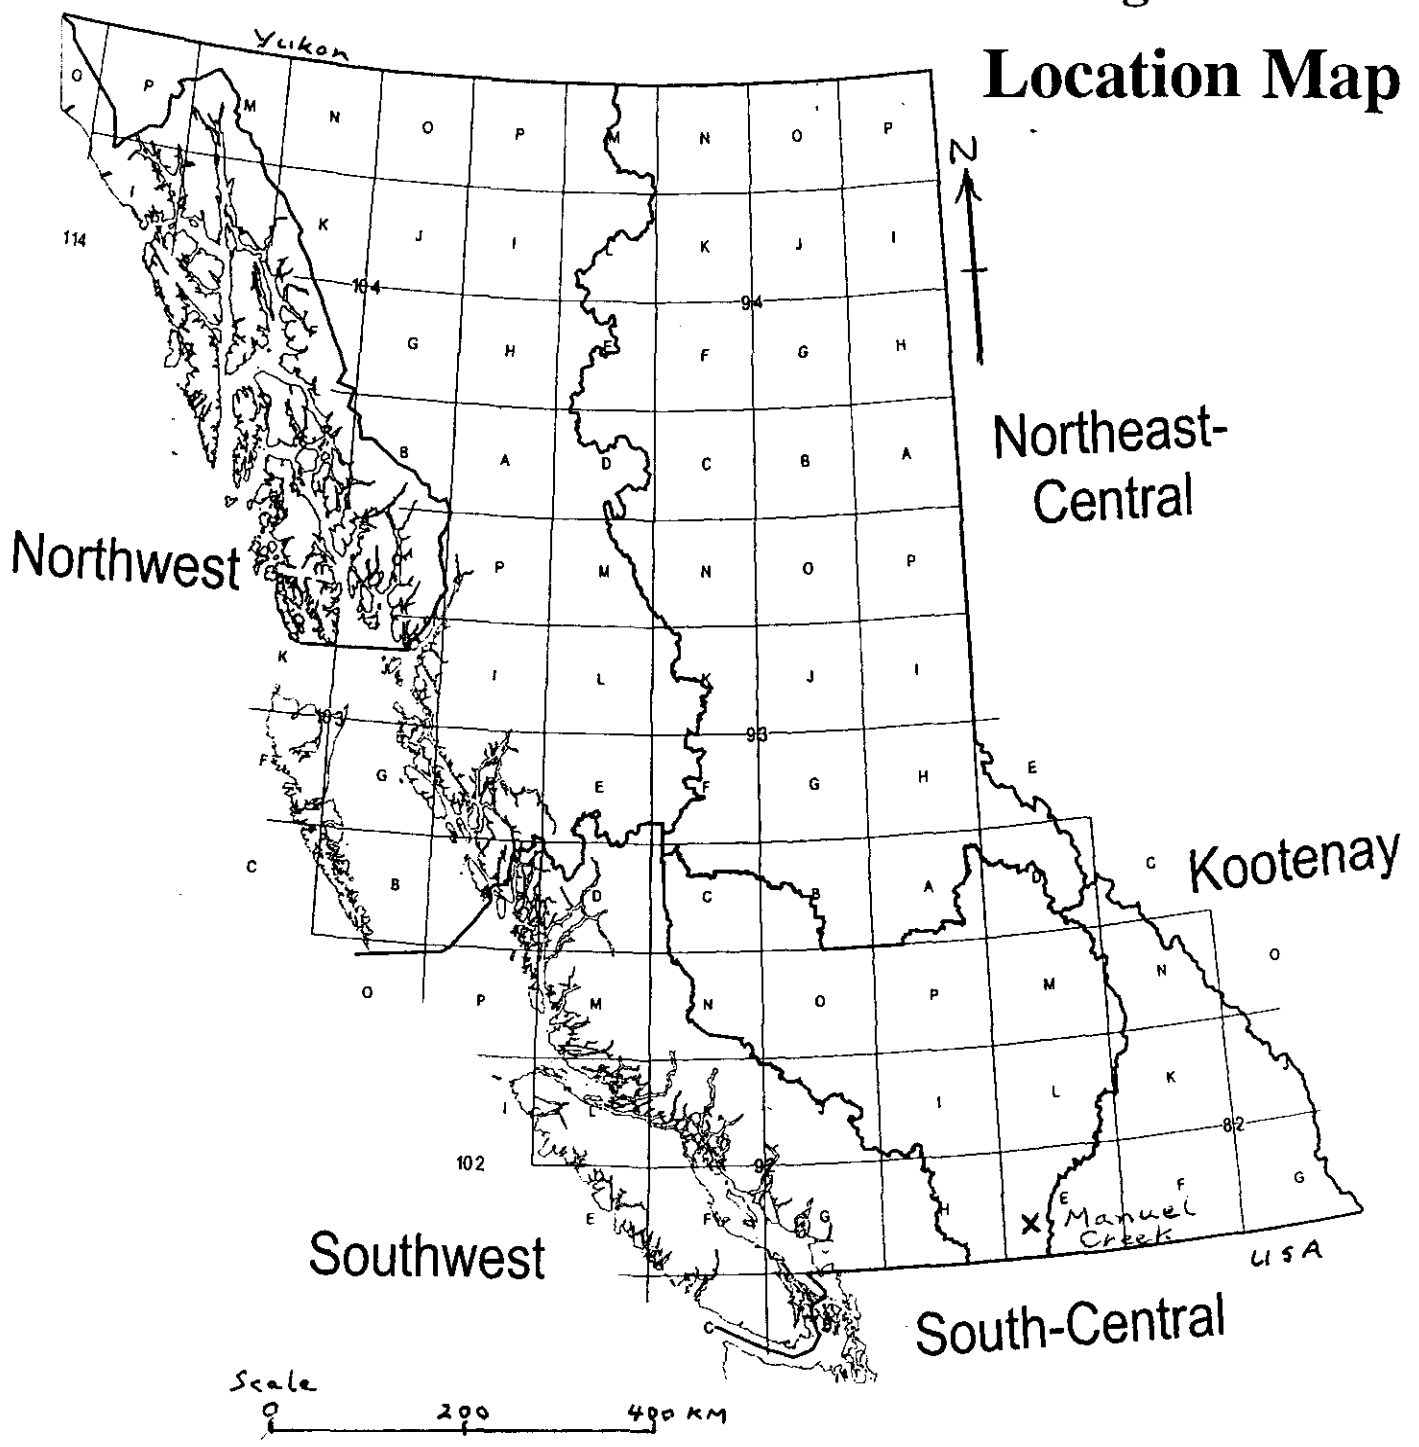 Location Map
Yukon
O P M N O P M N O P
N
I K J I L K J I
114
104 94
G H E F G H
Northeast-
Central
B A D C B A
Northwest
P M N O P
K I L K J I
103 93
F G E F G H E
C B D C B A D C
Kootenay
O P M N O P M N O
I L I L K J
82
102 92
E F G H E F G
X Manuel
Creek
Southwest
USA
C
South-Central
Scale
0 200 400 KM